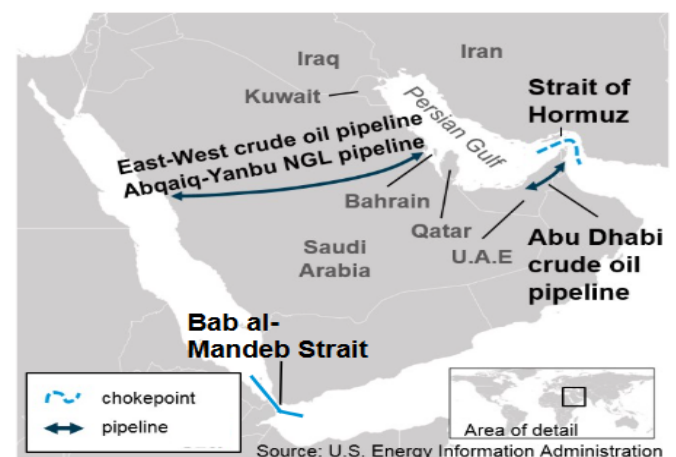 Iraq
Iran
Kuwait
Persian Gulf
Strait of
Hormuz
East-West crude oil pipeline
Abqaiq-Yanbu NGL pipeline
Bahrain
Qatar
U.A.E
Saudi
Arabia
Abu Dhabi
crude oil
pipeline
Bab al-
Mandeb Strait
chokepoint
pipeline
Area of detail
Source: U.S. Energy Information Administration